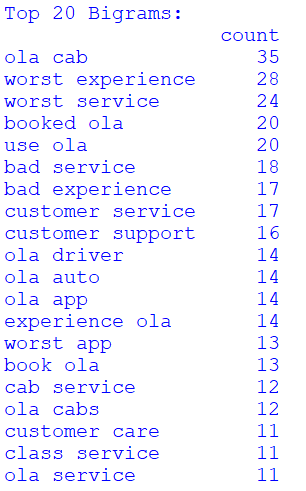 Top 20 Bigrams:
count
ola cab 35
worst experience 28
worst service 24
booked ola 20
use ola 20
bad service 18
bad experience 17
customer service 17
customer support 16
ola driver 14
ola auto 14
ola app 14
experience ola 14
worst app 13
book ola 13
cab service 12
ola cabs 12
customer care 11
class service 11
ola service 11